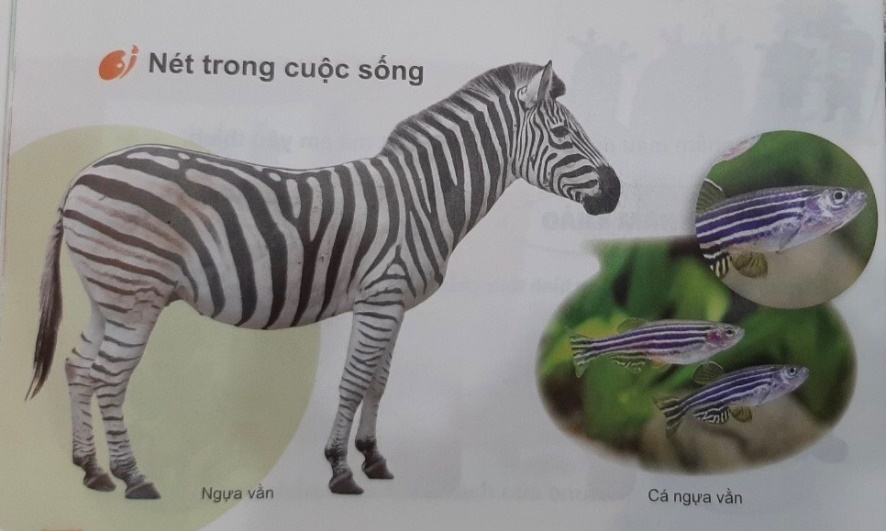 Nét trong cuộc sống
Ngựa vằn
Cá ngựa vằn